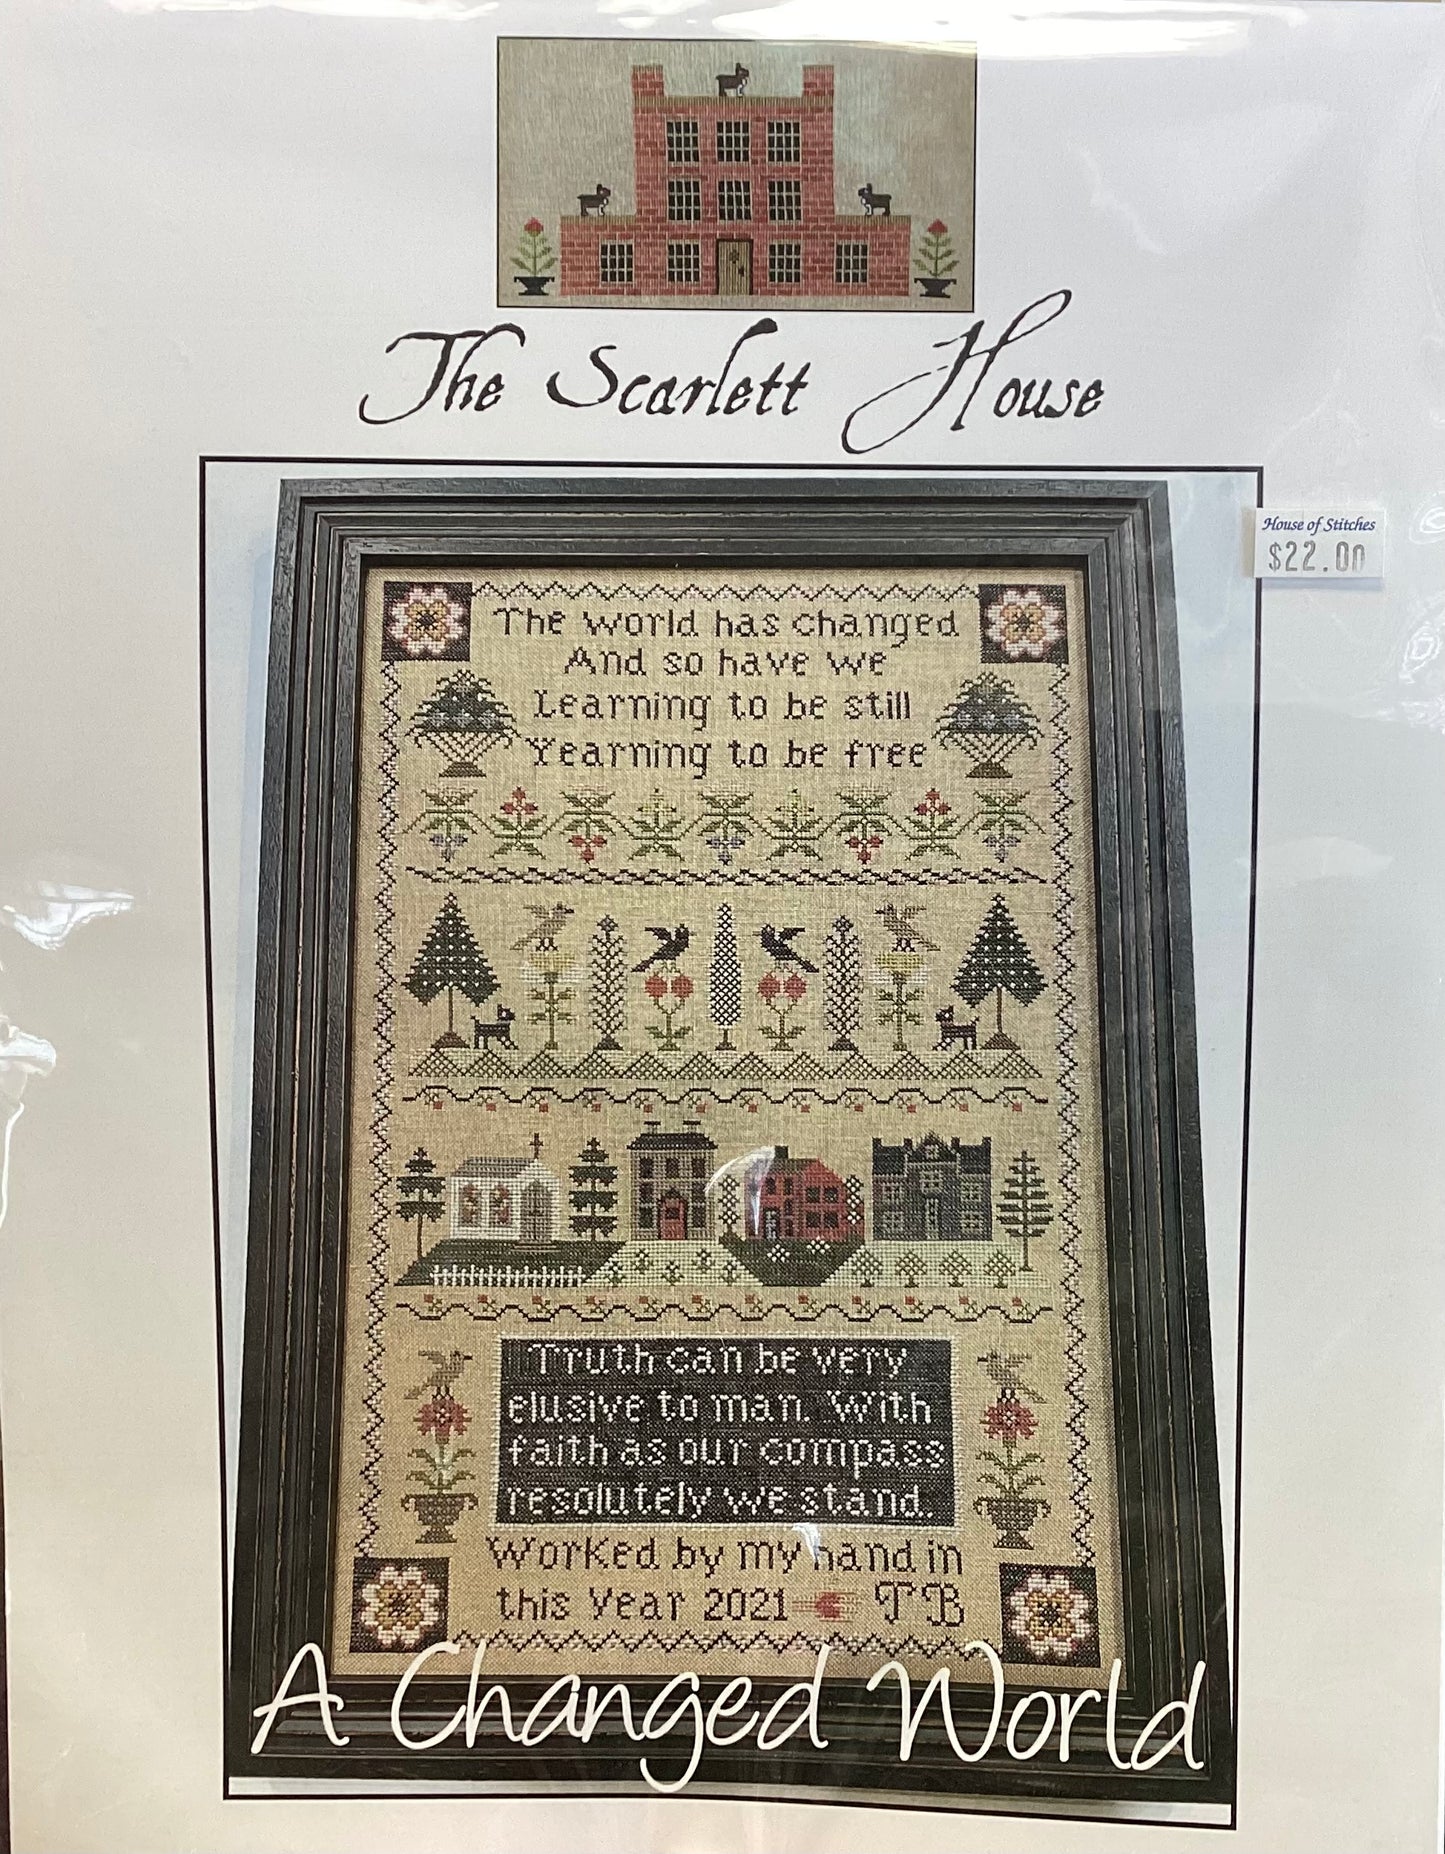 The Scarlett House
House of Stitches
$22.00
The world has changed
And so have we
Learning to be still
Yearning to be free
Truth can be very
elusive to man. With
faith as our compass
resolutely we stand.
Worked by my hand in
this year 2021 TB
A Changed World